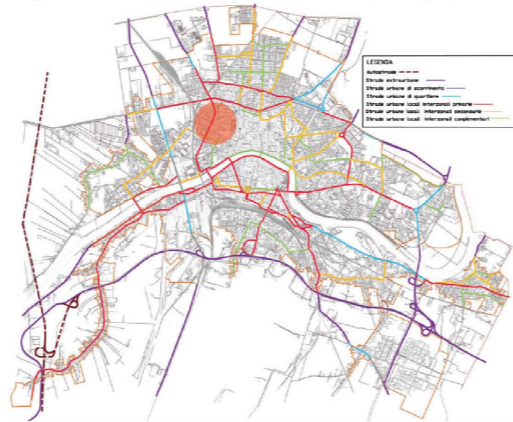 LEGENDA
Autostrade
Strade extraurbane
Strade urbane di scorrimento
Strade urbane di quartiere
Strade urbane locali interzonali primarie
Strade urbane locali interzonali secondarie
Strade urbane locali interzonali complementari